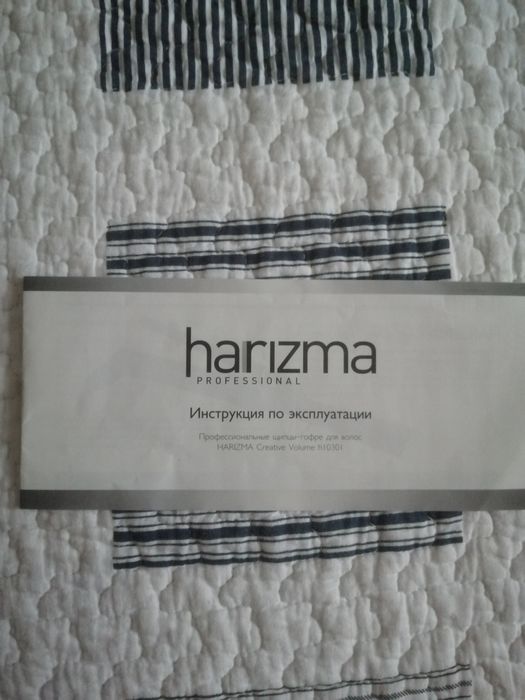 harizma
PROFESSIONAL
Инструкция по эксплуатации
Профессиональные щипцы-гофре для волос
HARIZMA Creative Volume h10301